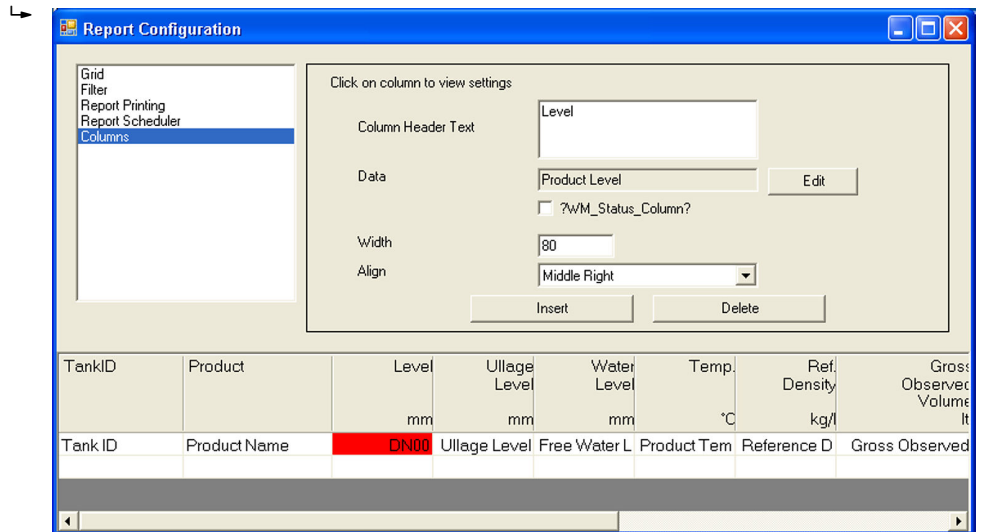 Report Configuration
Grid
Filter
Report Printing
Report Scheduler
Columns
Click on column to view settings
Column Header Text
Level
Data
Product Level
Edit
?WM_Status_Column?
Width
80
Align
Middle Right
Insert
Delete
TankID Product Level Ullage Water Temp. Ref. Gross
Level Level Density Observed
Volume
mm mm mm °C kg/l lt
Tank ID Product Name DN00 Ullage Level Free Water L Product Tem Reference D Gross Observed